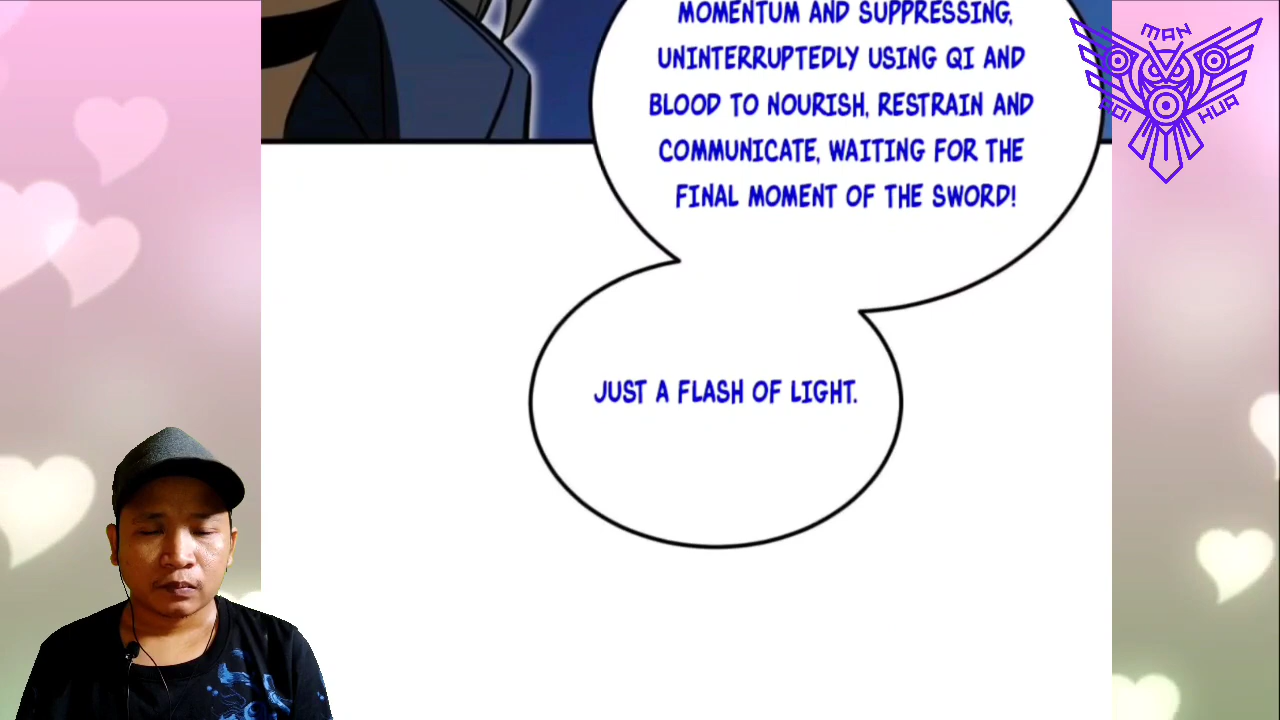 MOMENTUM AND SUPPRESSING,
UNINTERRUPTEDLY USING QI AND
BLOOD TO NOURISH, RESTRAIN AND
COMMUNICATE, WAITING FOR THE
FINAL MOMENT OF THE SWORD!
JUST A FLASH OF LIGHT.
MAN
HUA